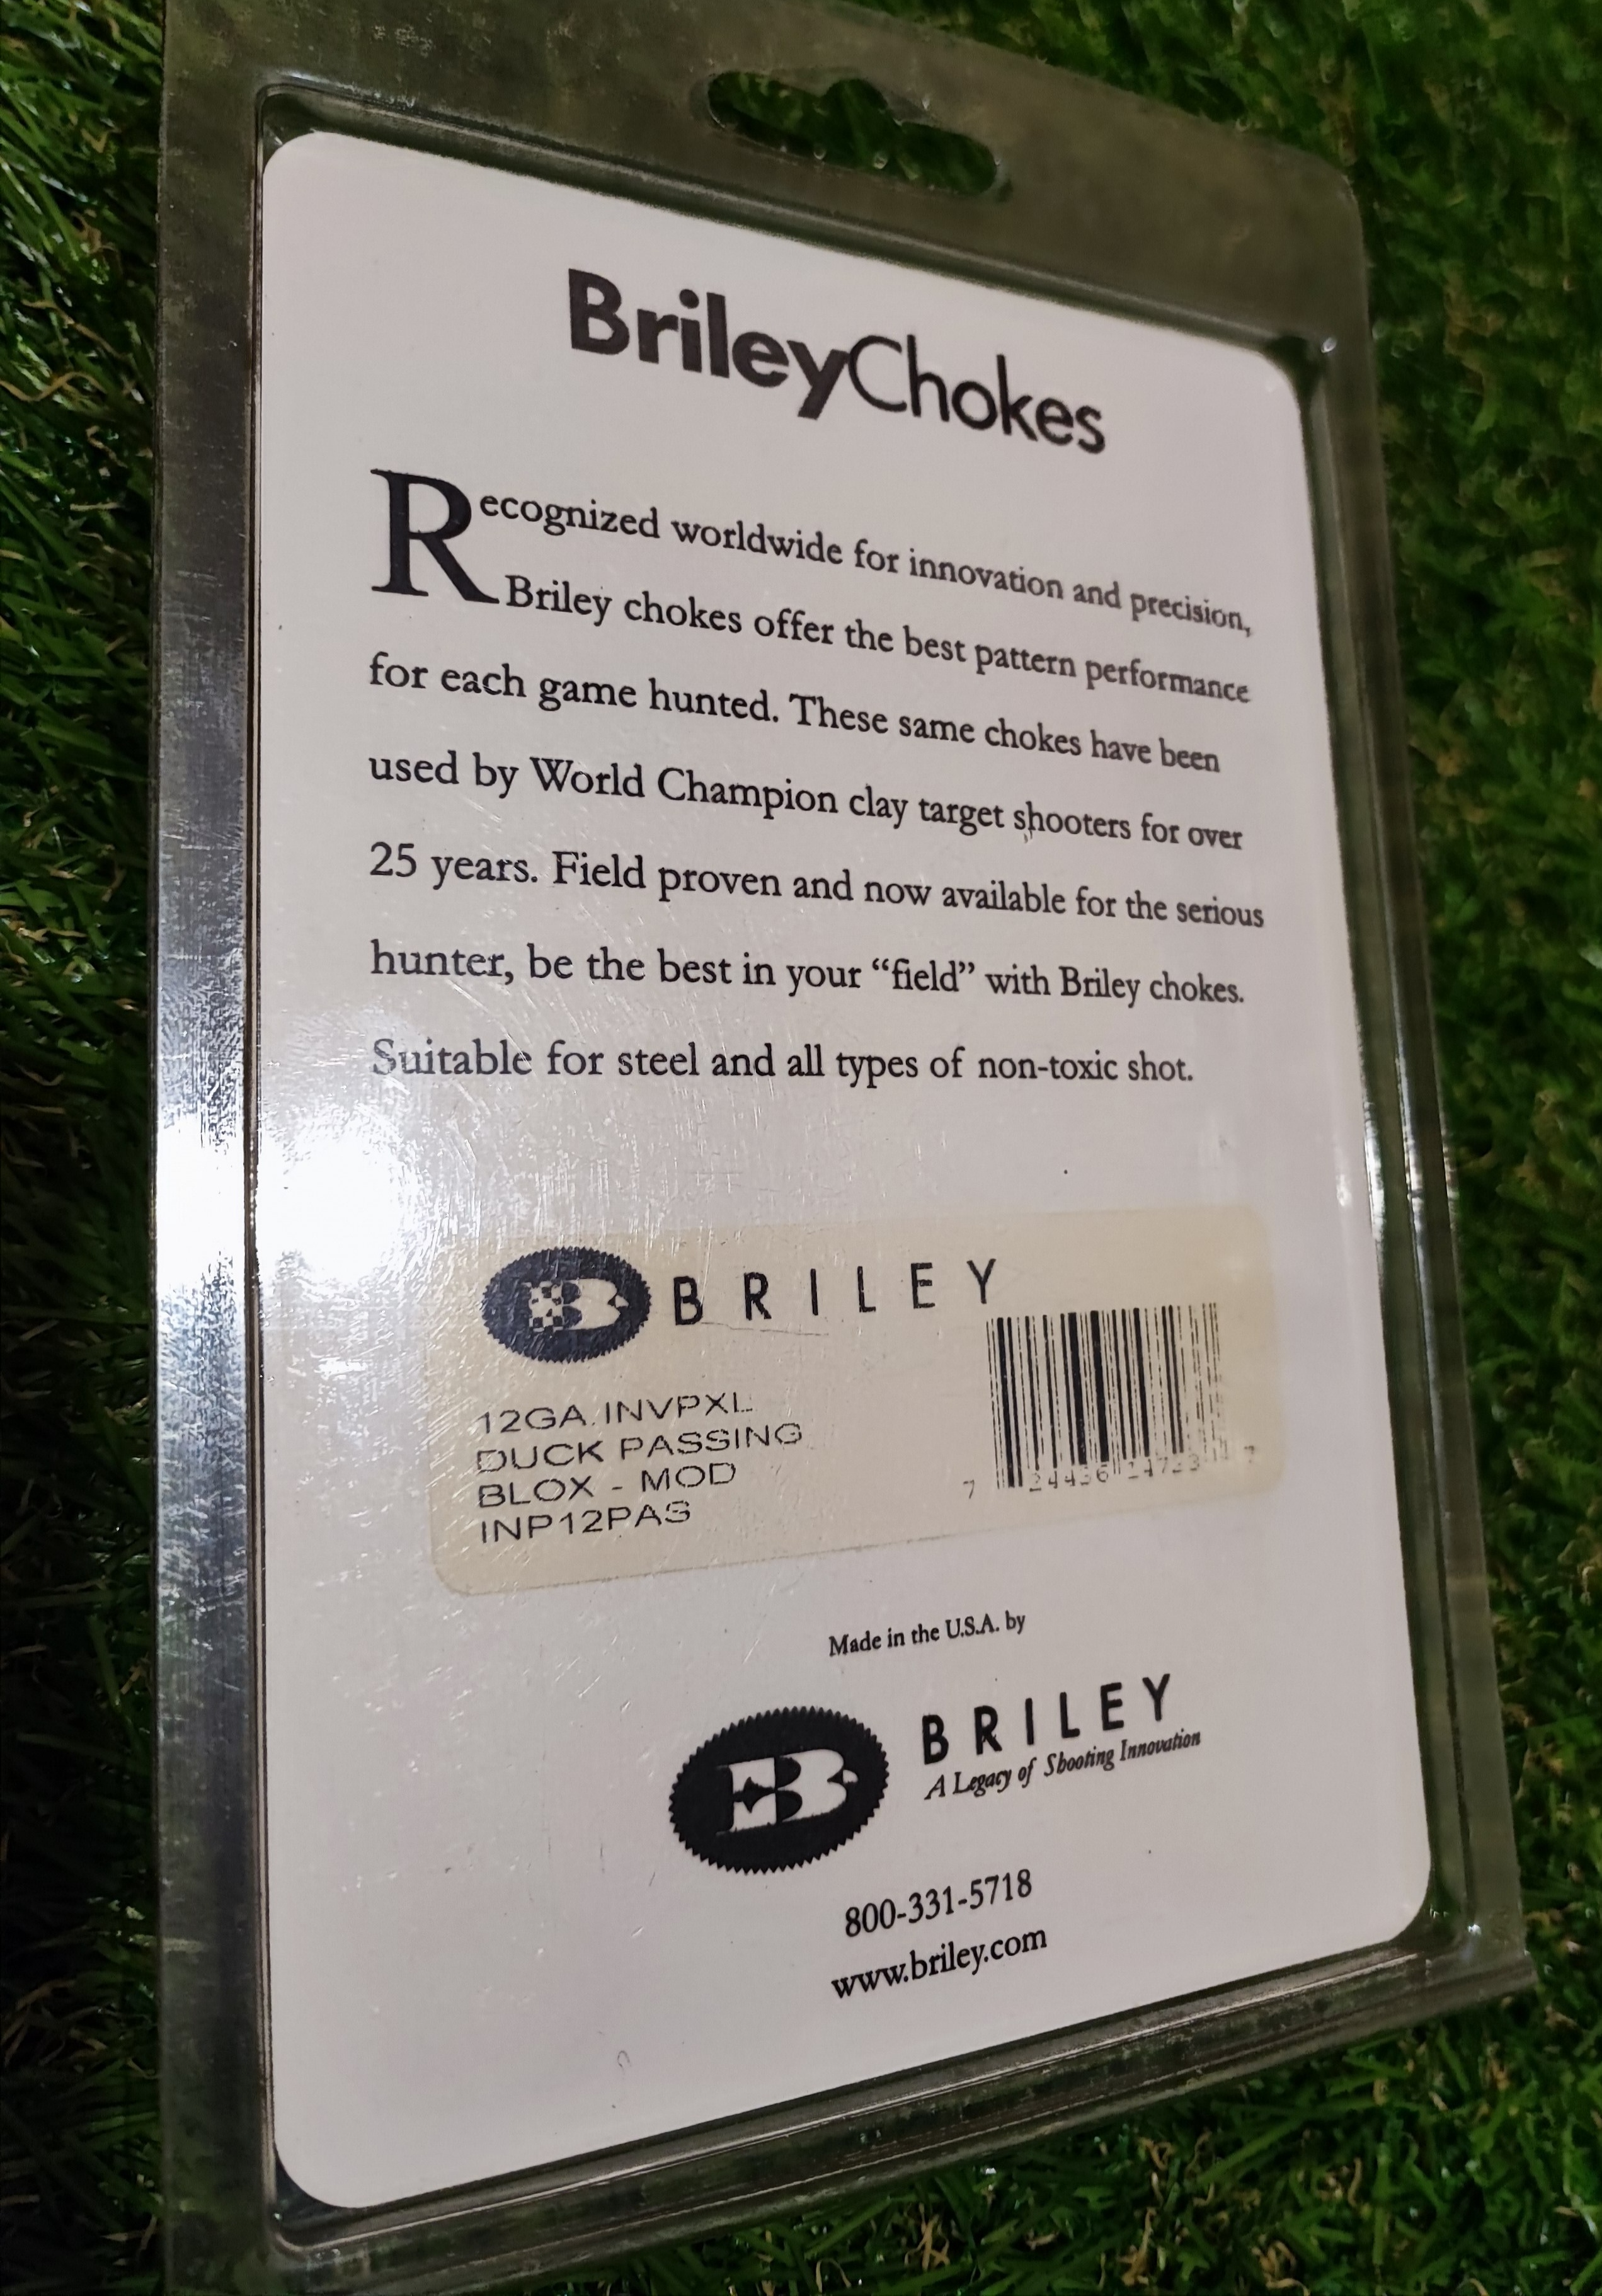 BrileyChokes
Recognized worldwide for innovation and precision,
Briley chokes offer the best pattern performance
for each game hunted. These same chokes have been
used by World Champion clay target shooters for over
25 years. Field proven and now available for the serious
hunter, be the best in your “field” with Briley chokes.
Suitable for steel and all types of non-toxic shot.
B BRILEY
12GA.INVPXL
DUCK PASSING
BLOX - MOD
INP12PAS
Made in the U.S.A. by
B BRILEY
A Legacy of Shooting Innovation
800-331-5718
www.briley.com